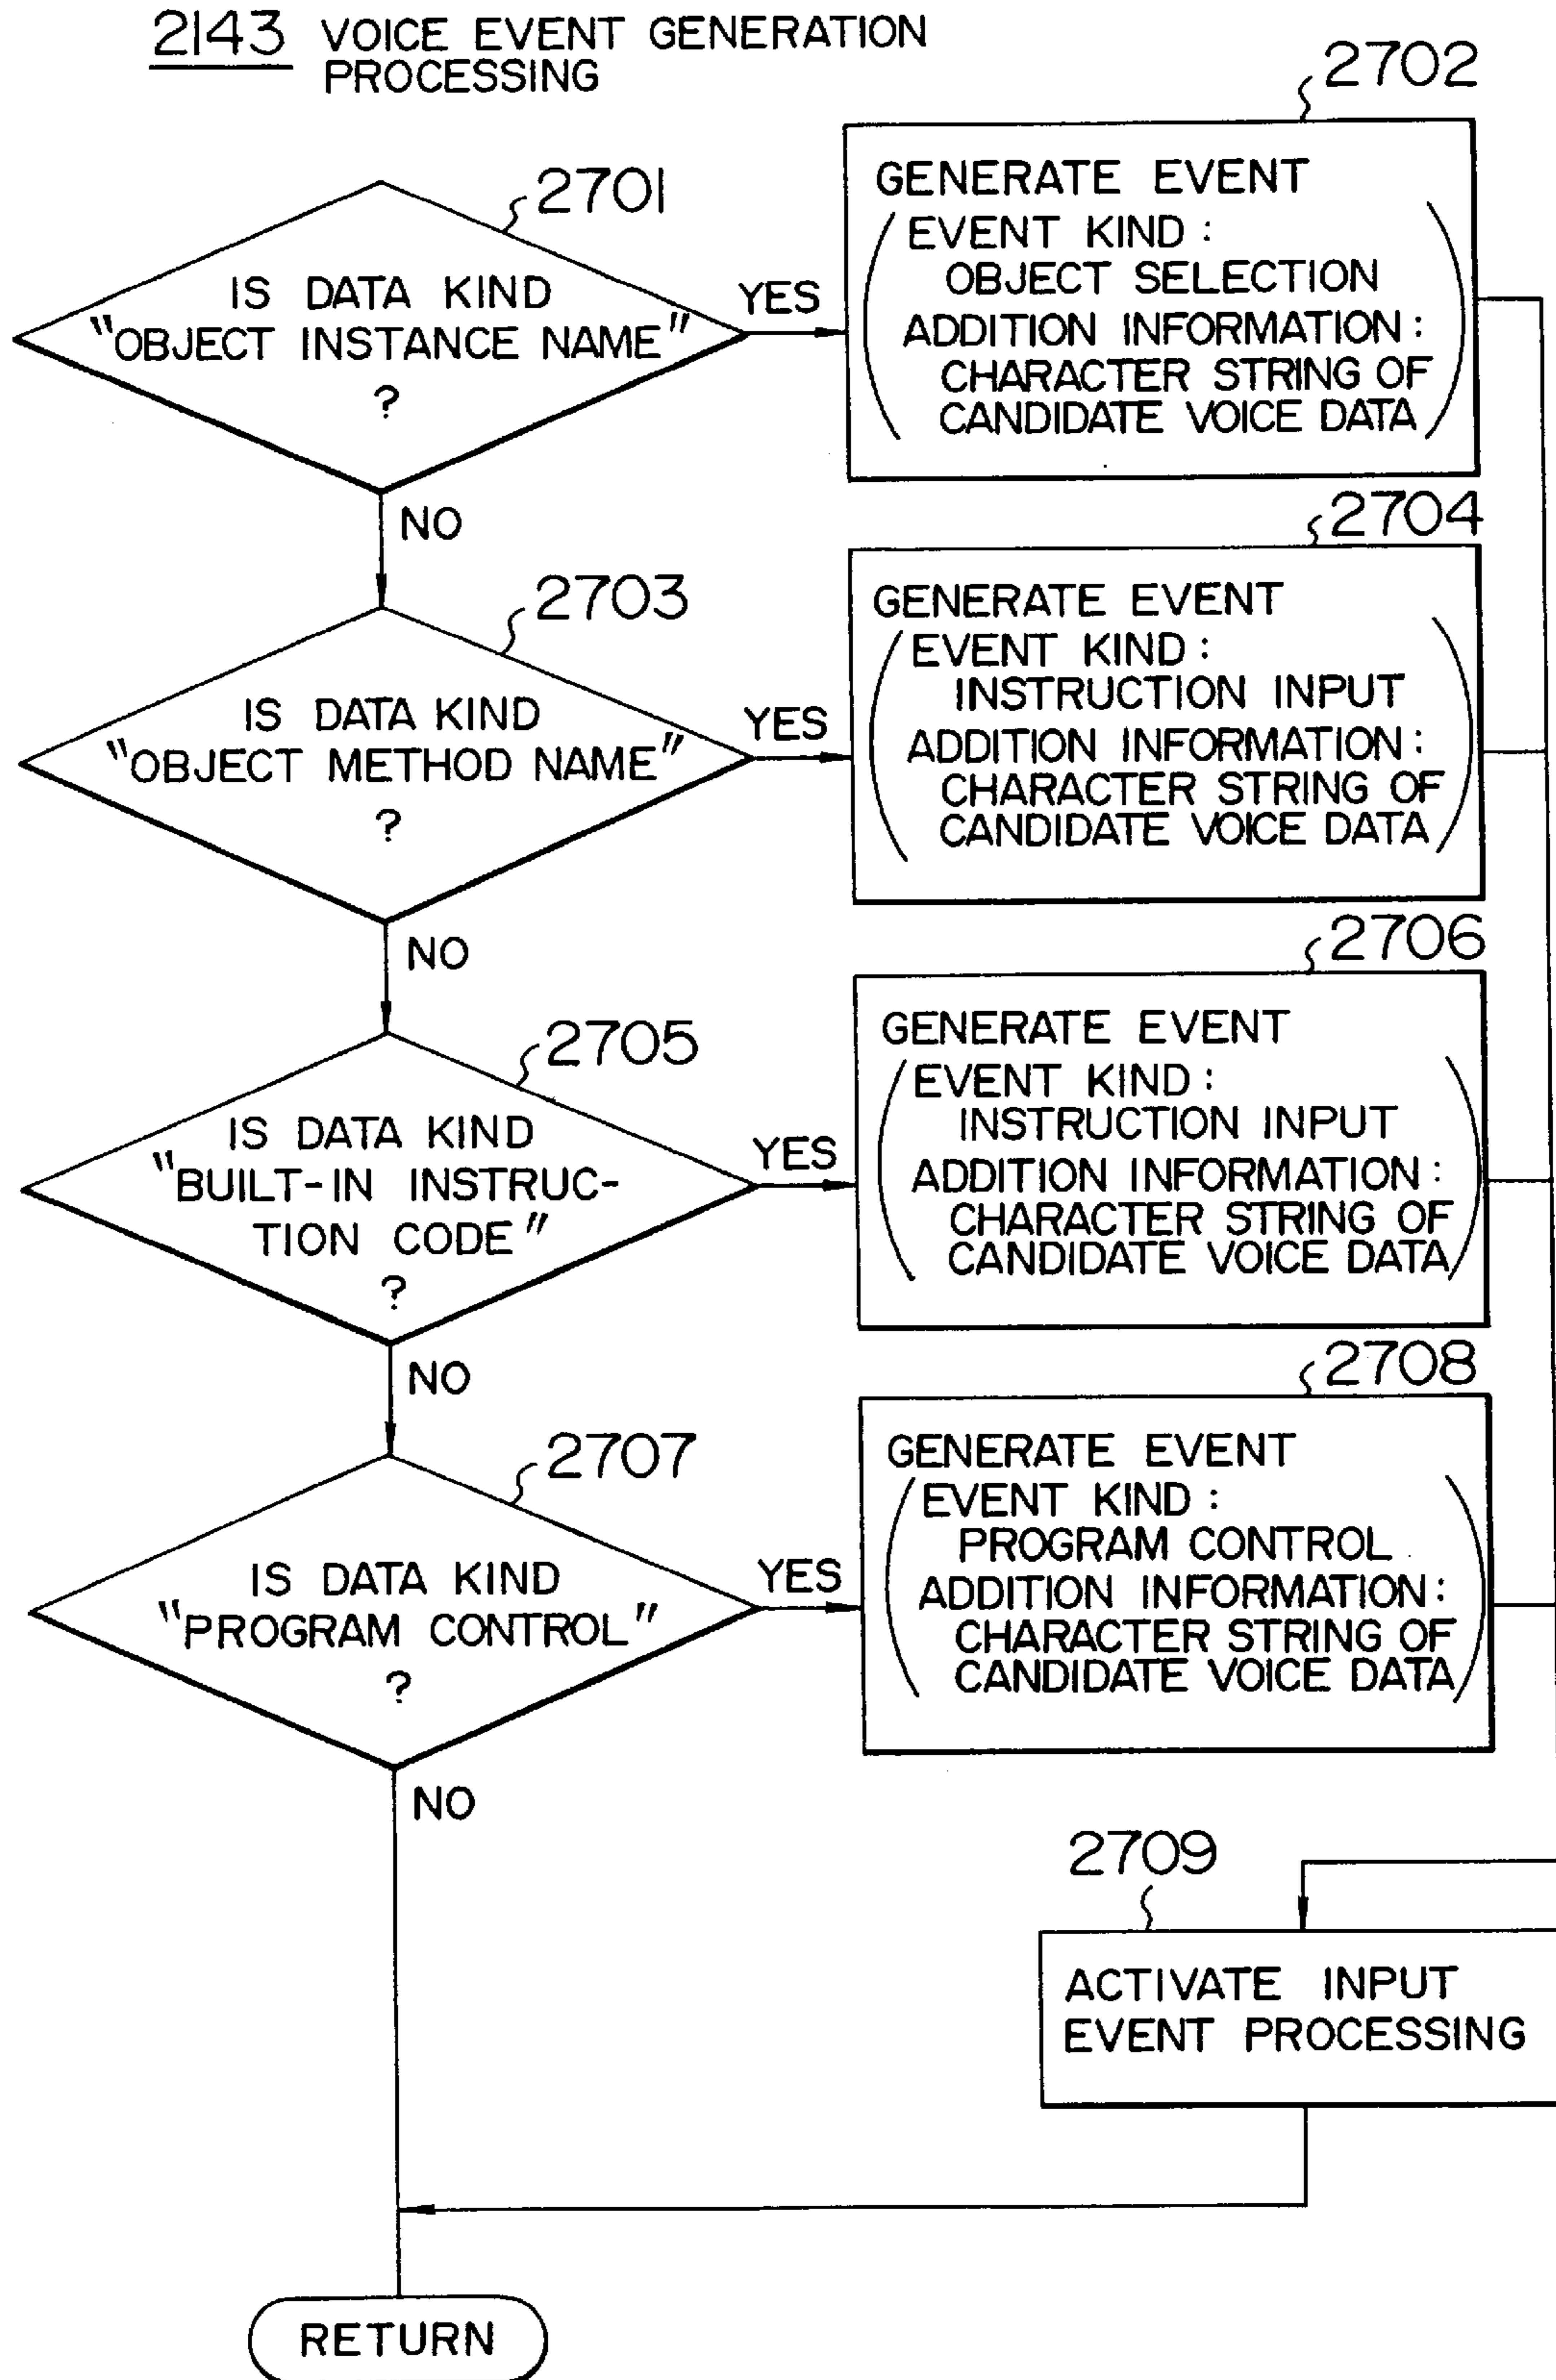 2143 VOICE EVENT GENERATION
PROCESSING
2701
IS DATA KIND
"OBJECT INSTANCE NAME"
?
YES
NO
2702
GENERATE EVENT
EVENT KIND :
OBJECT SELECTION
ADDITION INFORMATION :
CHARACTER STRING OF
CANDIDATE VOICE DATA
2703
IS DATA KIND
"OBJECT METHOD NAME"
?
YES
NO
2704
GENERATE EVENT
EVENT KIND :
INSTRUCTION INPUT
ADDITION INFORMATION :
CHARACTER STRING OF
CANDIDATE VOICE DATA
2705
IS DATA KIND
"BUILT-IN INSTRUC-
TION CODE"
?
YES
NO
2706
GENERATE EVENT
EVENT KIND :
INSTRUCTION INPUT
ADDITION INFORMATION :
CHARACTER STRING OF
CANDIDATE VOICE DATA
2707
IS DATA KIND
"PROGRAM CONTROL"
?
YES
NO
2708
GENERATE EVENT
EVENT KIND :
PROGRAM CONTROL
ADDITION INFORMATION :
CHARACTER STRING OF
CANDIDATE VOICE DATA
2709
ACTIVATE INPUT
EVENT PROCESSING
RETURN